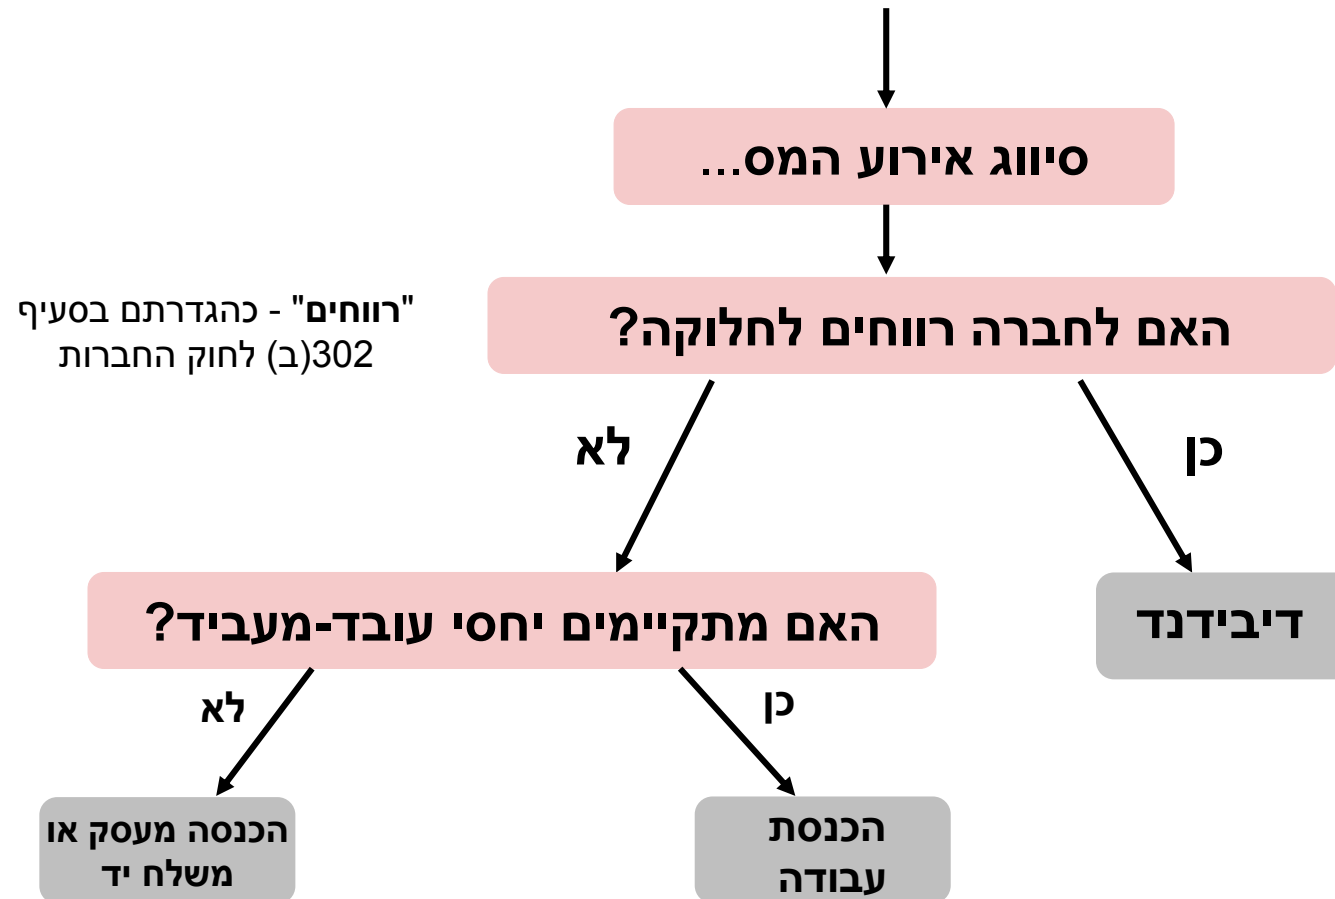 סיווג אירוע המס...
האם לחברה רווחים לחלוקה?
"רווחים" - כהגדרתם בסעיף
302(ב) לחוק החברות
כן
לא
דיבידנד
האם מתקיימים יחסי עובד-מעביד?
כן
לא
הכנסת
עבודה
הכנסה מעסק או
משלח יד